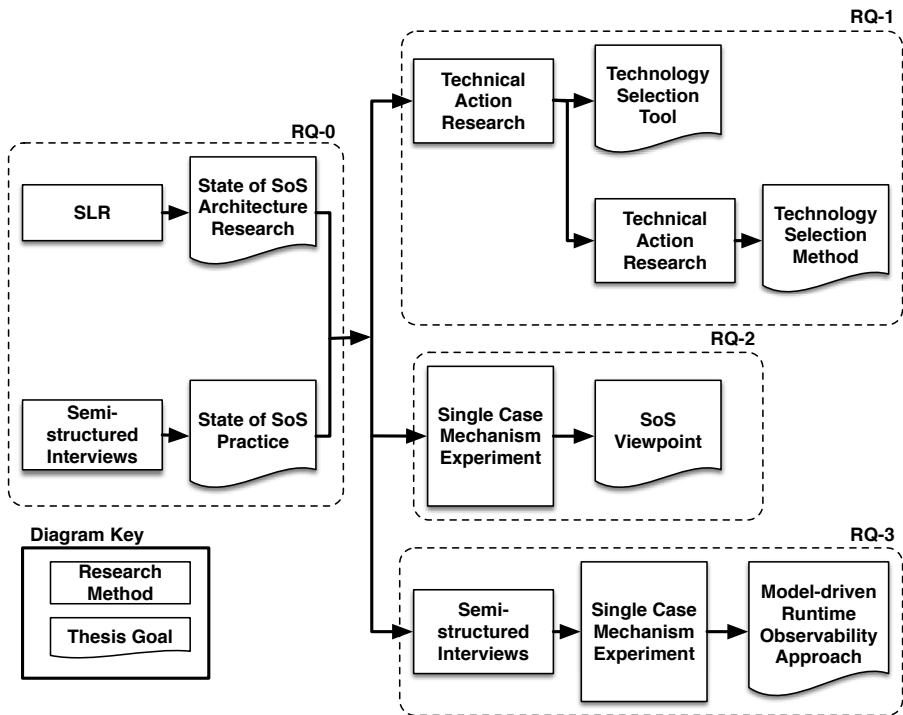 RQ-0
SLR
State of SoS
Architecture
Research
Semi-
structured
Interviews
State of SoS
Practice
Diagram Key
Research
Method
Thesis Goal
RQ-1
Technical
Action
Research
Technology
Selection
Tool
Technical
Action
Research
Technology
Selection
Method
RQ-2
Single Case
Mechanism
Experiment
SoS
Viewpoint
RQ-3
Semi-
structured
Interviews
Single Case
Mechanism
Experiment
Model-driven
Runtime
Observability
Approach